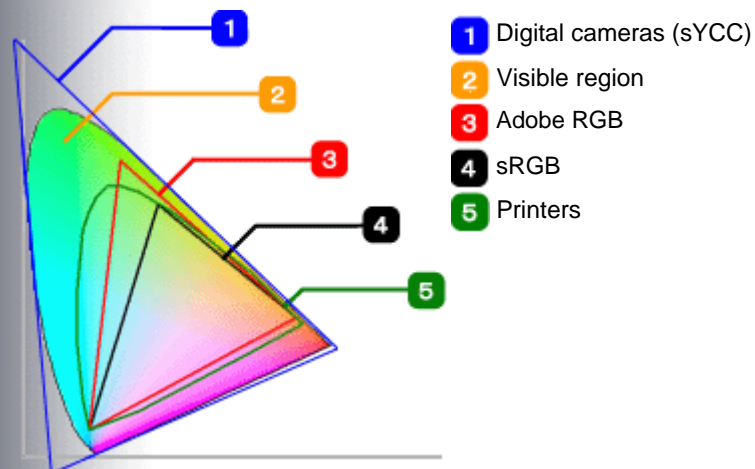 1
2
3
4
5
1 Digital cameras (sYCC)
2 Visible region
3 Adobe RGB
4 sRGB
5 Printers